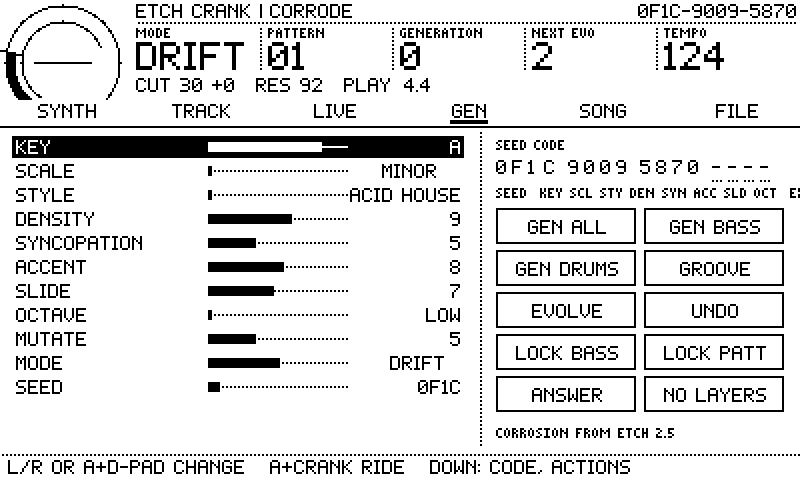 ETCH CRANK | CORRODE 0F1C-9009-5870
MODE PATTERN GENERATION NEXT EVO TEMPO
DRIFT 01 0 2 124
CUT 30 +0 RES 92 PLAY 4.4
SYNTH TRACK LIVE GEN SONG FILE
KEY A
SCALE MINOR
STYLE ACID HOUSE
DENSITY 9
SYNCOPATION 5
ACCENT 8
SLIDE 7
OCTAVE LOW
MUTATE 5
MODE DRIFT
SEED 0F1C
SEED CODE
0F1C 9009 5870 ----
SEED KEY SCL STY DEN SYN ACC SLD OCT
GEN ALL GEN BASS
GEN DRUMS GROOVE
EVOLVE UNDO
LOCK BASS LOCK PATT
ANSWER NO LAYERS
CORROSION FROM ETCH 2.5
L/R OR A+D-PAD CHANGE A+CRANK RIDE DOWN: CODE, ACTIONS